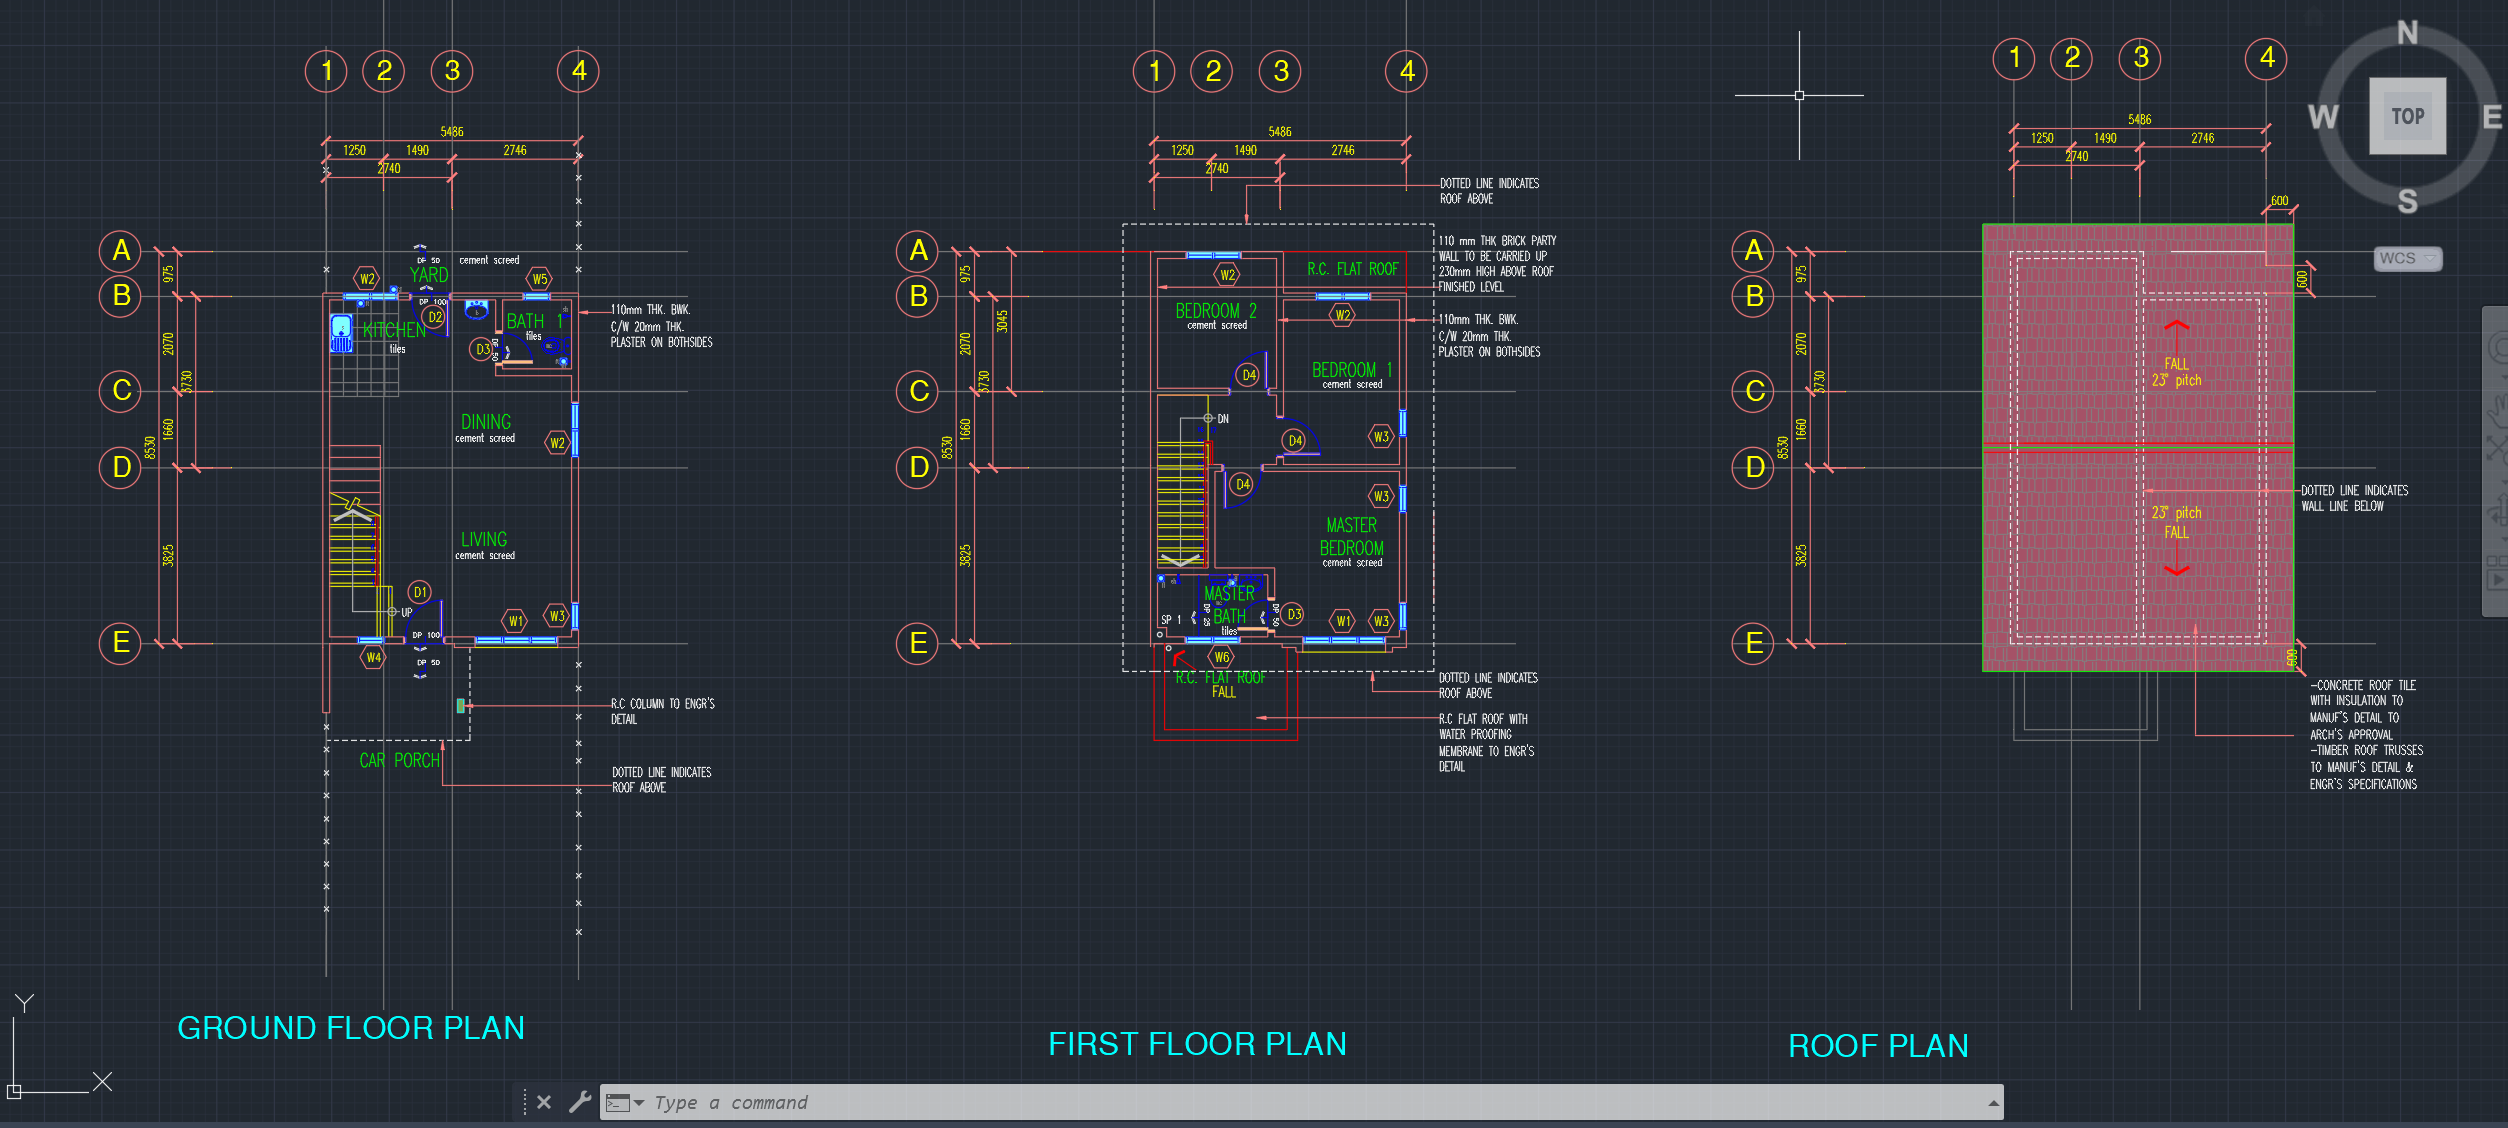 1 2 3 4
5486
1250 1490 2746
2740
A
B
C
D
E
975
2070
3730
1660
8530
3825
DP 50
cement screed
YARD
W2
W5
DP 100
D2
KITCHEN
tiles
BATH 1
tiles
D3
DP 50
110mm THK. BWK.
C/W 20mm THK.
PLASTER ON BOTHSIDES
DINING
cement screed
W2
LIVING
cement screed
D1
UP
W1
W3
DP 100
W4
DP 50
R.C COLUMN TO ENGR'S
DETAIL
CAR PORCH
DOTTED LINE INDICATES
ROOF ABOVE
GROUND FLOOR PLAN
1 2 3 4
5486
1250 1490 2746
2740
DOTTED LINE INDICATES
ROOF ABOVE
A
B
C
D
E
975
3045
2070
3730
1660
8530
3825
110 mm THK BRICK PARTY
WALL TO BE CARRIED UP
230mm HIGH ABOVE ROOF
FINISHED LEVEL
R.C. FLAT ROOF
W2
BEDROOM 2
cement screed
W2
110mm THK. BWK.
C/W 20mm THK.
PLASTER ON BOTHSIDES
BEDROOM 1
cement screed
D4
DN
D4
W3
D4
W3
MASTER
BEDROOM
cement screed
MASTER
BATH
tiles
SP 1
DP 50
D3
W1
W3
W6
R.C. FLAT ROOF
FALL
DOTTED LINE INDICATES
ROOF ABOVE
R.C FLAT ROOF WITH
WATER PROOFING
MEMBRANE TO ENGR'S
DETAIL
FIRST FLOOR PLAN
1 2 3 4
5486
1250 1490 2746
2740
600
600
A
B
C
D
E
975
2070
3730
1660
8530
3825
FALL
23° pitch
23° pitch
FALL
DOTTED LINE INDICATES
WALL LINE BELOW
600
-CONCRETE ROOF TILE
WITH INSULATION TO
MANUF'S DETAIL TO
ARCH'S APPROVAL
-TIMBER ROOF TRUSSES
TO MANUF'S DETAIL &
ENGR'S SPECIFICATIONS
ROOF PLAN
N
W TOP E
S
WCS
Y
X
Type a command